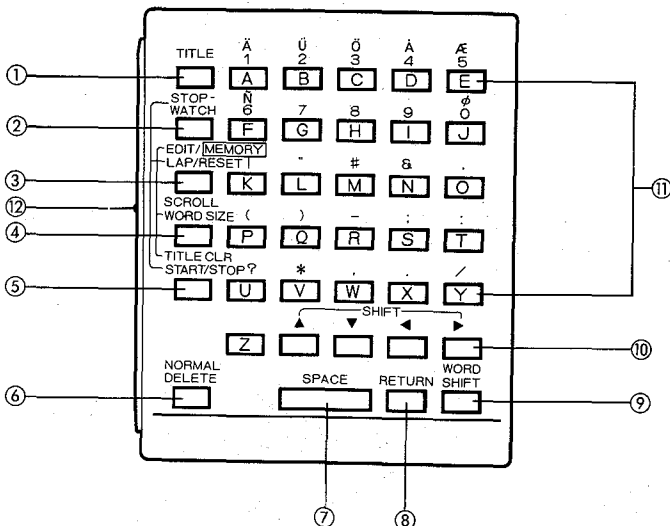 TITLE Ä Ü Ö Å Æ
1 2 3 4 5
① A B C D E
STOP- Ñ ø
WATCH 6 7 8 9 0
② F G H I J
EDIT/MEMORY
LAP/RESET ! " # & .
③ K L M N O ⑪
⑫ SCROLL
WORD SIZE ( ) - ; :
④ P Q R S T
TITLE CLR
START/STOP ? * , . /
⑤ U V W X Y
SHIFT
▲ ▼ ◀ ▶
Z ⑩
NORMAL WORD
DELETE SPACE RETURN SHIFT
⑥ ⑨
⑦ ⑧